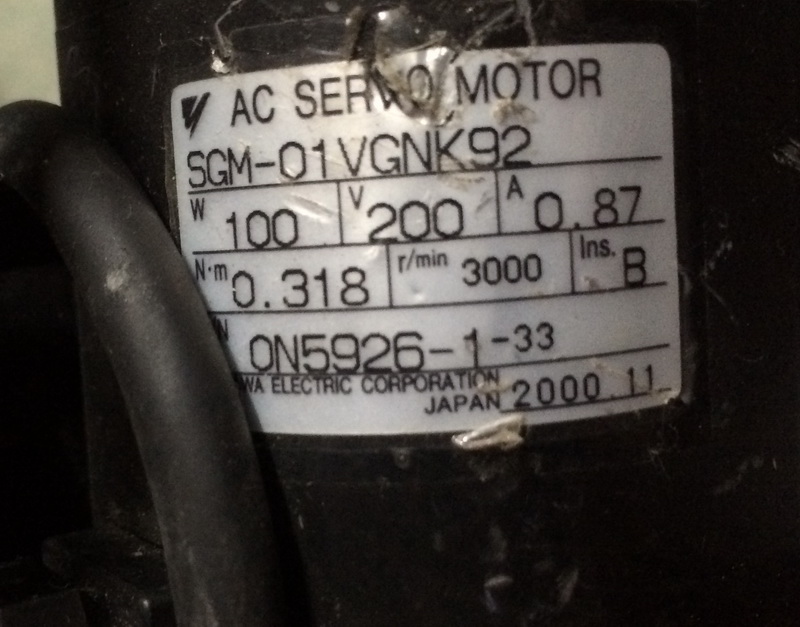 AC SERVO MOTOR
SGM-01VGNK92
W 100 V 200 A 0.87
N·m 0.318 r/min 3000 Ins. B
N 0N5926-1-33
WA ELECTRIC CORPORATION
JAPAN 2000.11